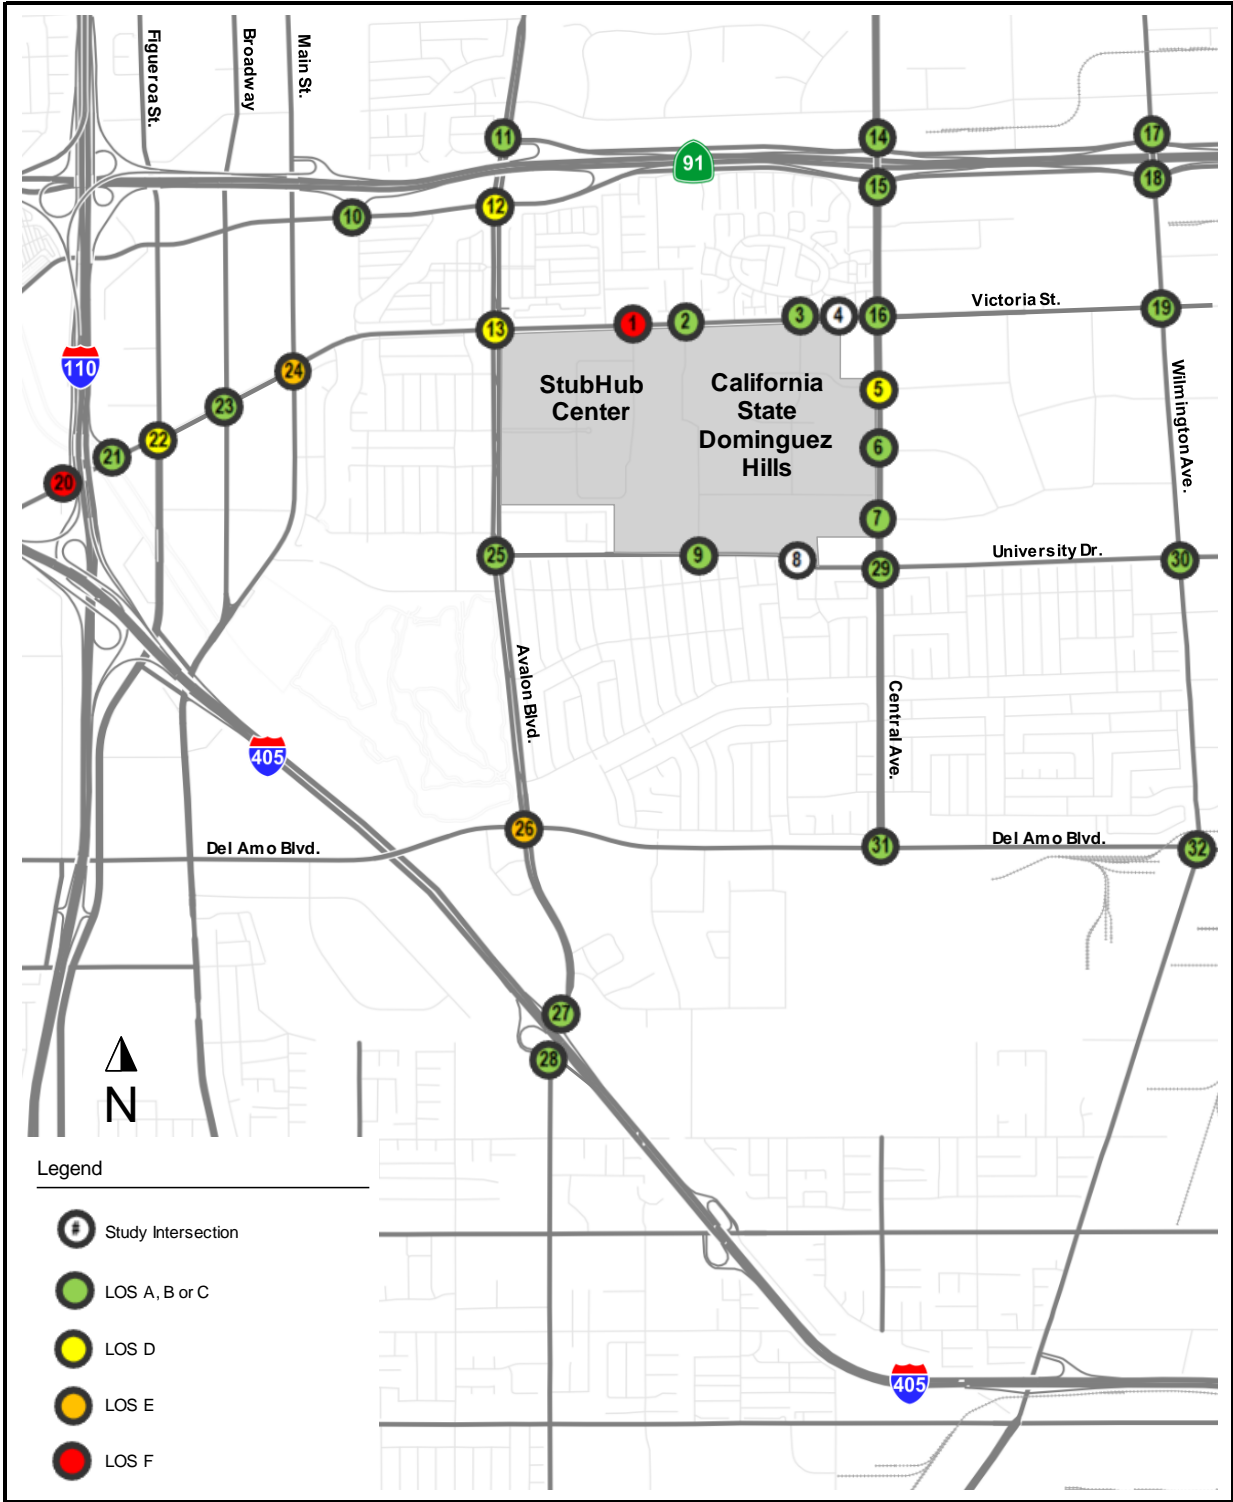 Figueroa St.
Broadway
Main St.
11
91
14
17
15
18
10
12
Victoria St.
13
1
2
3
4
16
19
110
24
StubHub
Center
California
State
Dominguez
Hills
5
Wilmington Ave.
23
22
21
20
6
7
25
9
8
29
University Dr.
30
Avalon Blvd.
Central Ave.
405
26
Del Amo Blvd.
31
Del Amo Blvd.
32
27
28
N
Legend
# Study Intersection
LOS A, B or C
LOS D
LOS E
LOS F
405